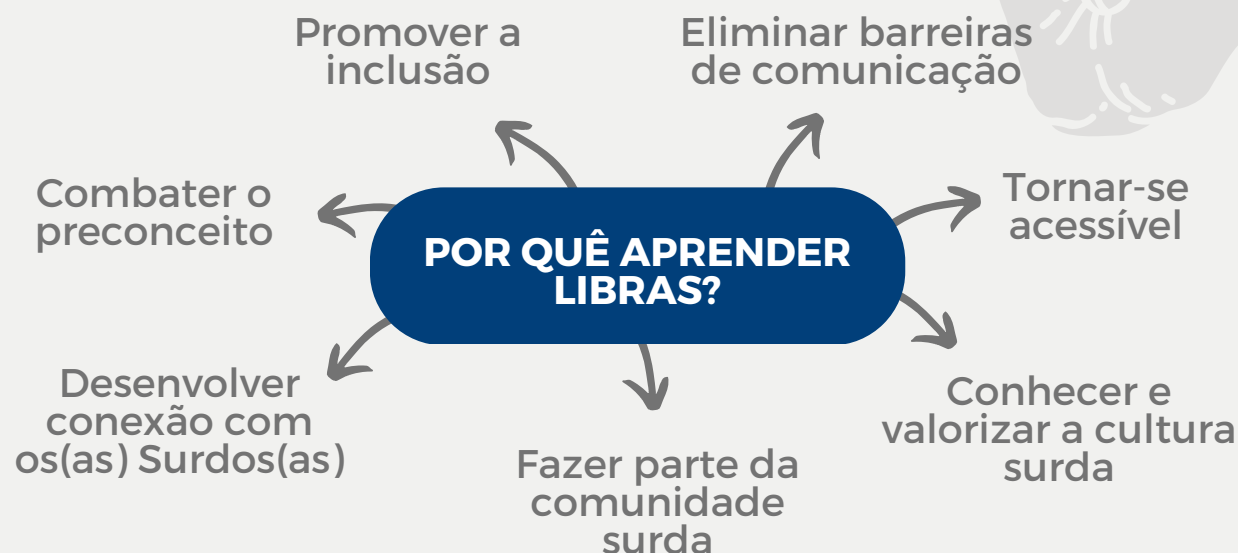 Promover a
inclusão
Eliminar barreiras
de comunicação
Combater o
preconceito
Tornar-se
acessível
POR QUÊ APRENDER
LIBRAS?
Desenvolver
conexão com
os(as) Surdos(as)
Fazer parte da
comunidade
surda
Conhecer e
valorizar a cultura
surda